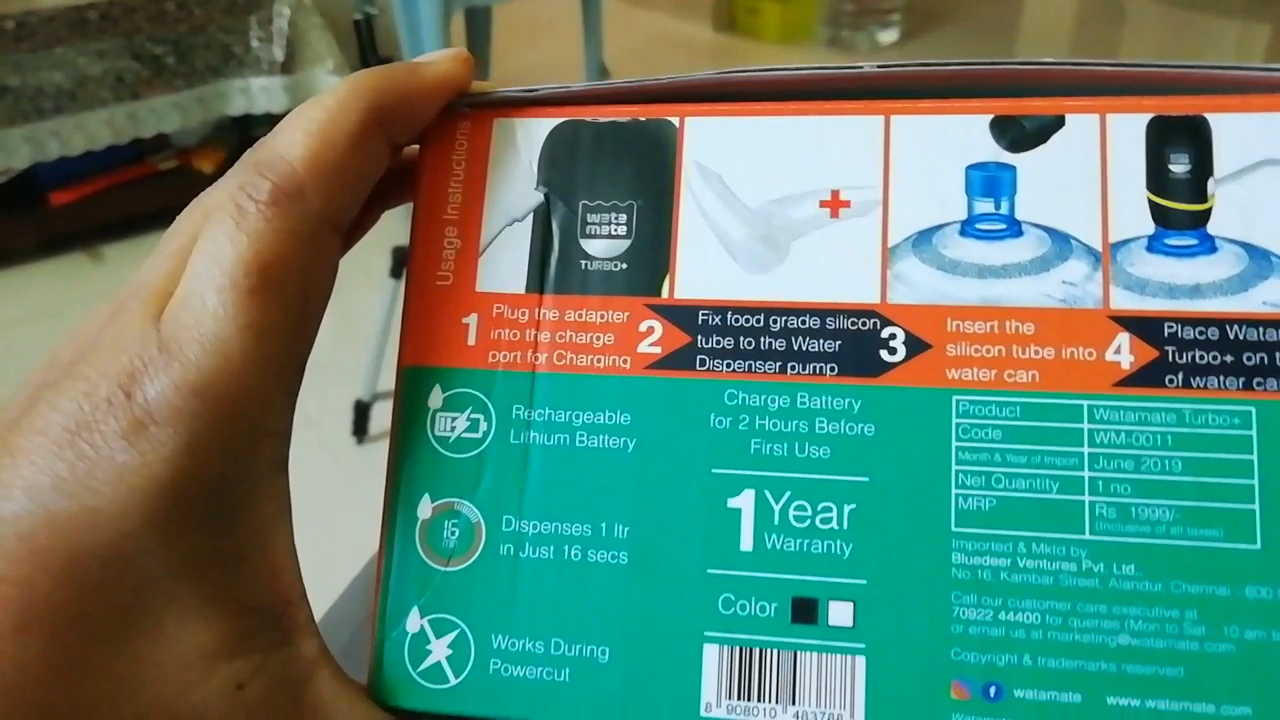 Usage Instructions
wata
mate
TURBO+
1 Plug the adapter
into the charge
port for Charging
2 Fix food grade silicon
tube to the Water
Dispenser pump
3 Insert the
silicon tube into
water can
4 Place Wata
Turbo+ on t
of water ca
Rechargeable
Lithium Battery
16
min
Dispenses 1 ltr
in Just 16 secs
Works During
Powercut
Charge Battery
for 2 Hours Before
First Use
1 Year
Warranty
Color
8 908010 483788
Product Watamate Turbo+
Code WM-0011
Month & Year of Import June 2019
Net Quantity 1 no
MRP Rs 1999/-
(Inclusive of all taxes)
Imported & Mktd by
Bluedeer Ventures Pvt. Ltd.,
No 16, Kambar Street, Alandur, Chennai - 600
Call our customer care executive at
70922 44400 for queries (Mon to Sat - 10 am t
or email us at marketing@watamate.com
Copyright & trademarks reserved
watamate www.watamate.com